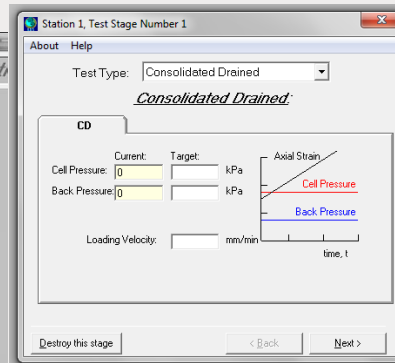 Station 1, Test Stage Number 1
About Help
Test Type: Consolidated Drained
Consolidated Drained:
CD
Current: Target:
Cell Pressure: 0 kPa
Back Pressure: 0 kPa
Loading Velocity: mm/min
Axial Strain
Cell Pressure
Back Pressure
time, t
Destroy this stage < Back Next >